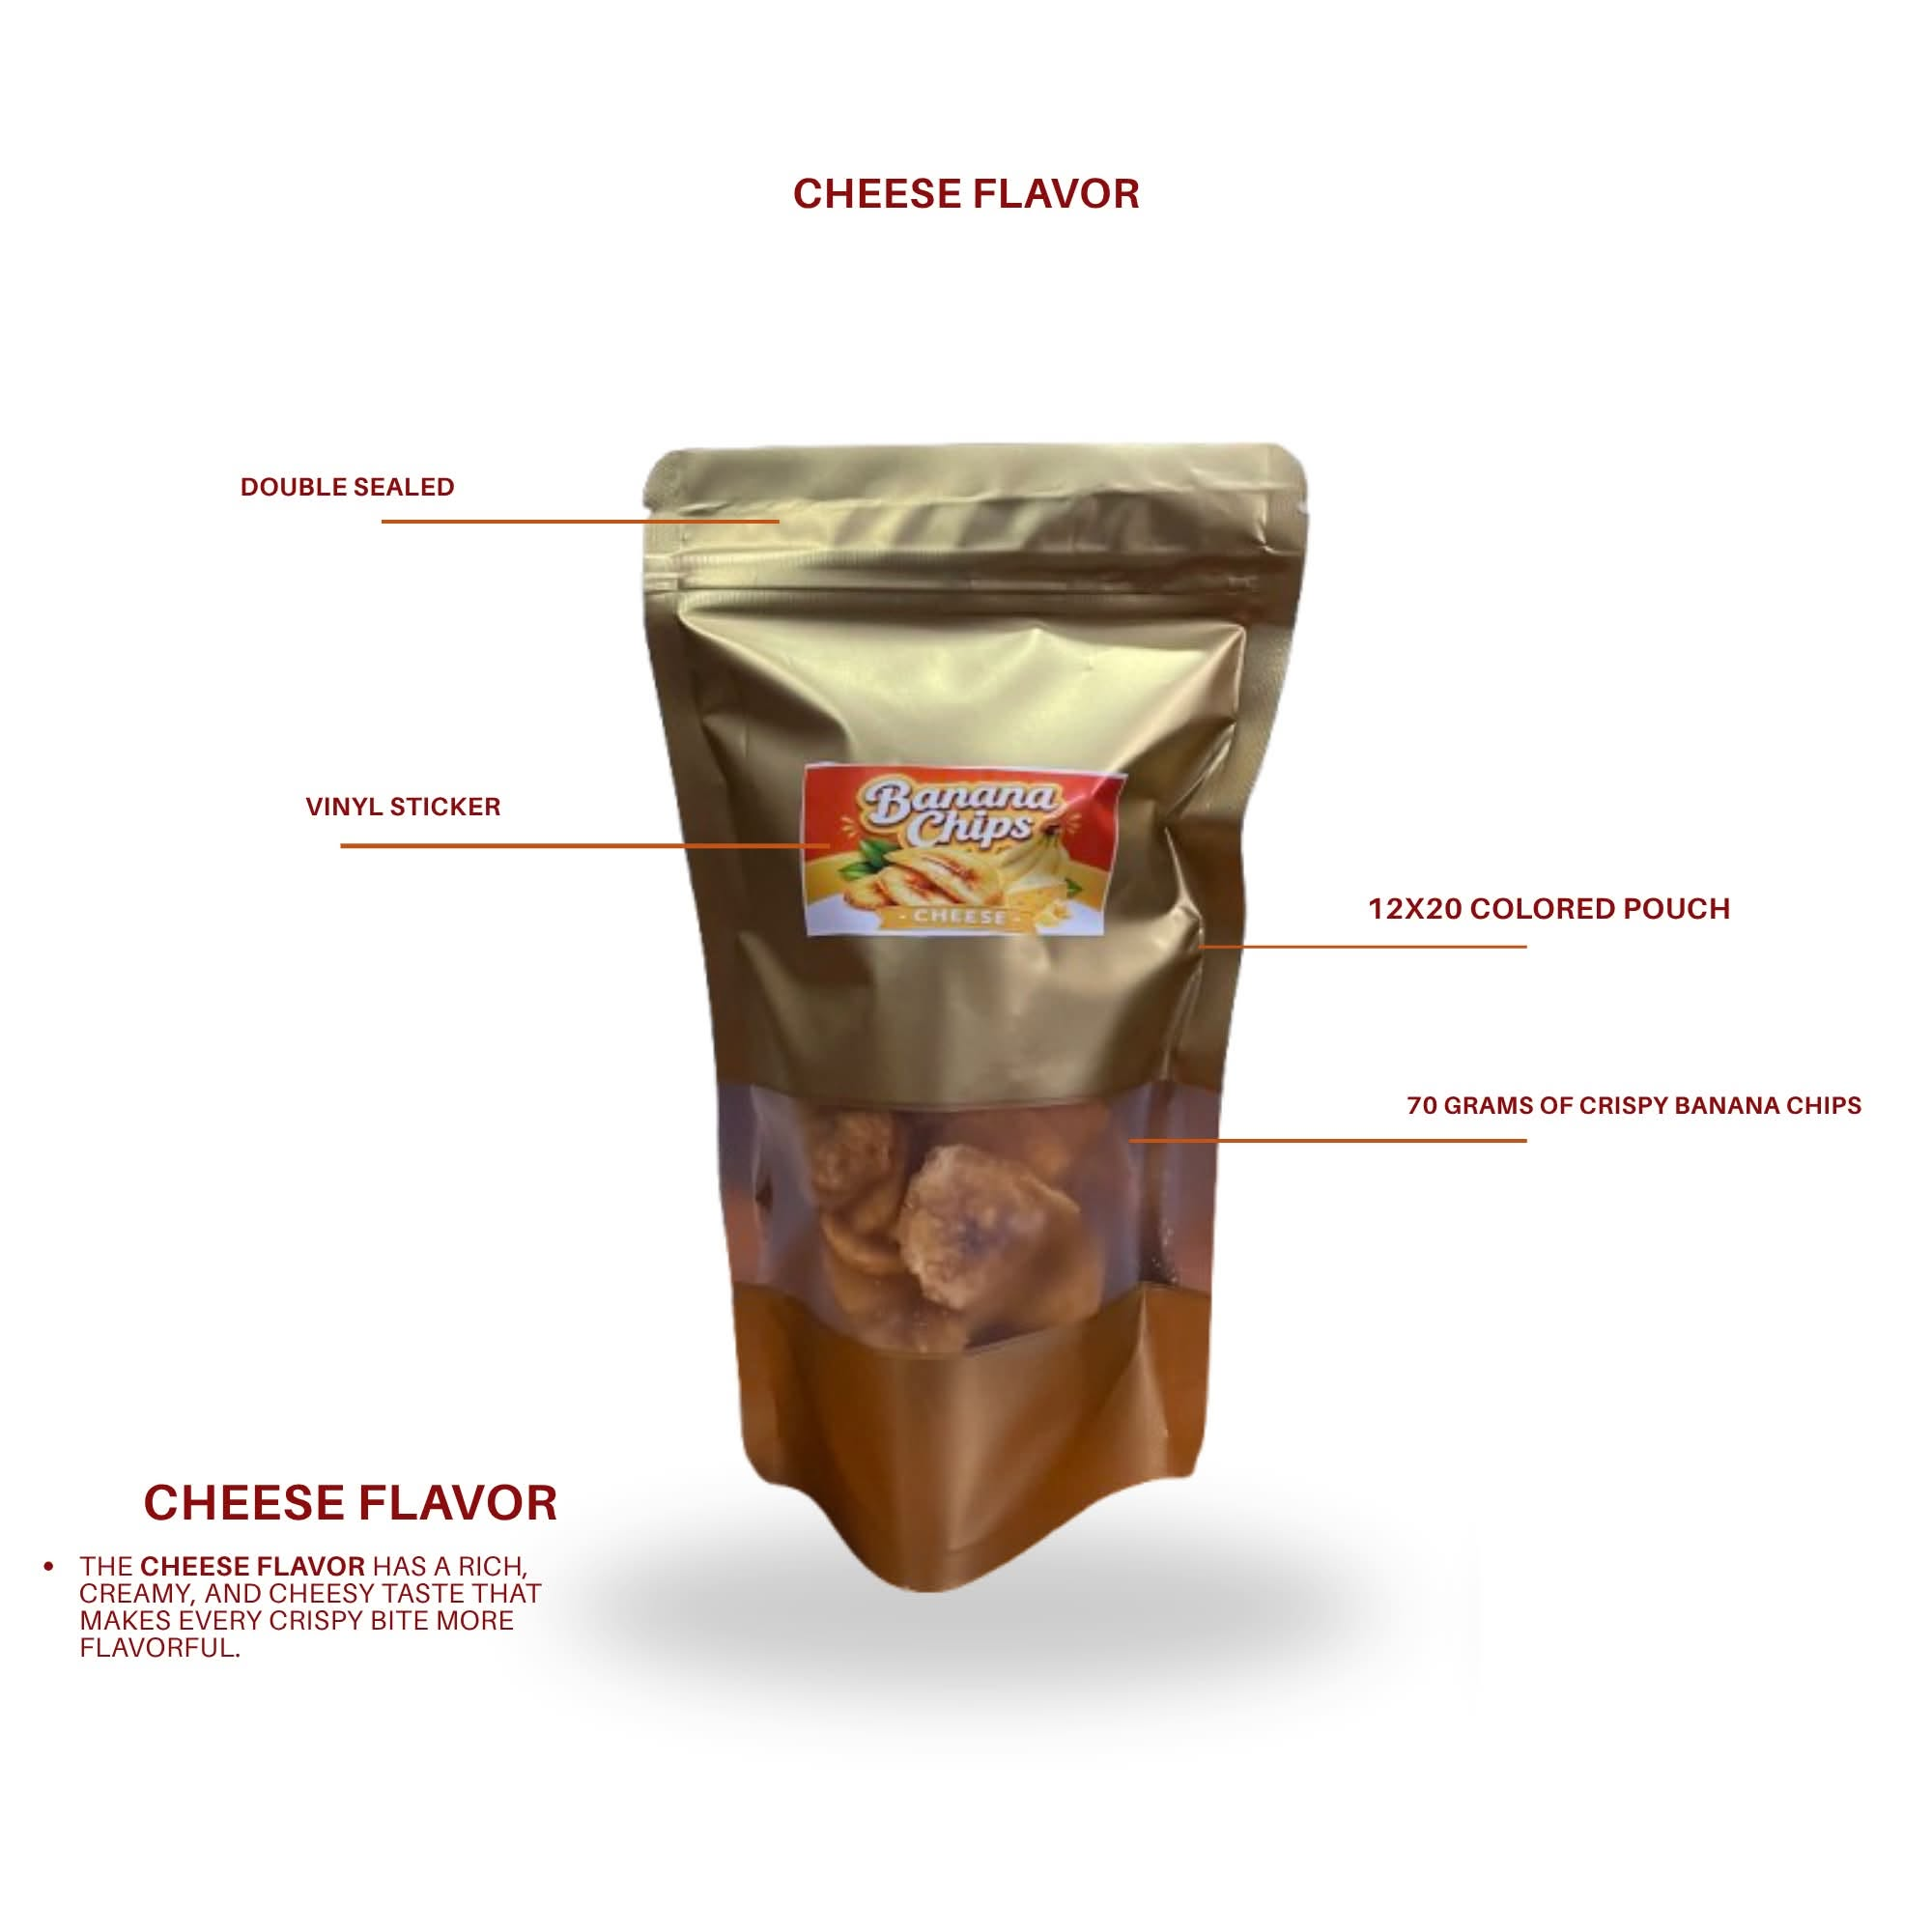 CHEESE FLAVOR
DOUBLE SEALED
VINYL STICKER
Banana
Chips
- CHEESE -
12X20 COLORED POUCH
70 GRAMS OF CRISPY BANANA CHIPS
CHEESE FLAVOR
• THE CHEESE FLAVOR HAS A RICH,
CREAMY, AND CHEESY TASTE THAT
MAKES EVERY CRISPY BITE MORE
FLAVORFUL.